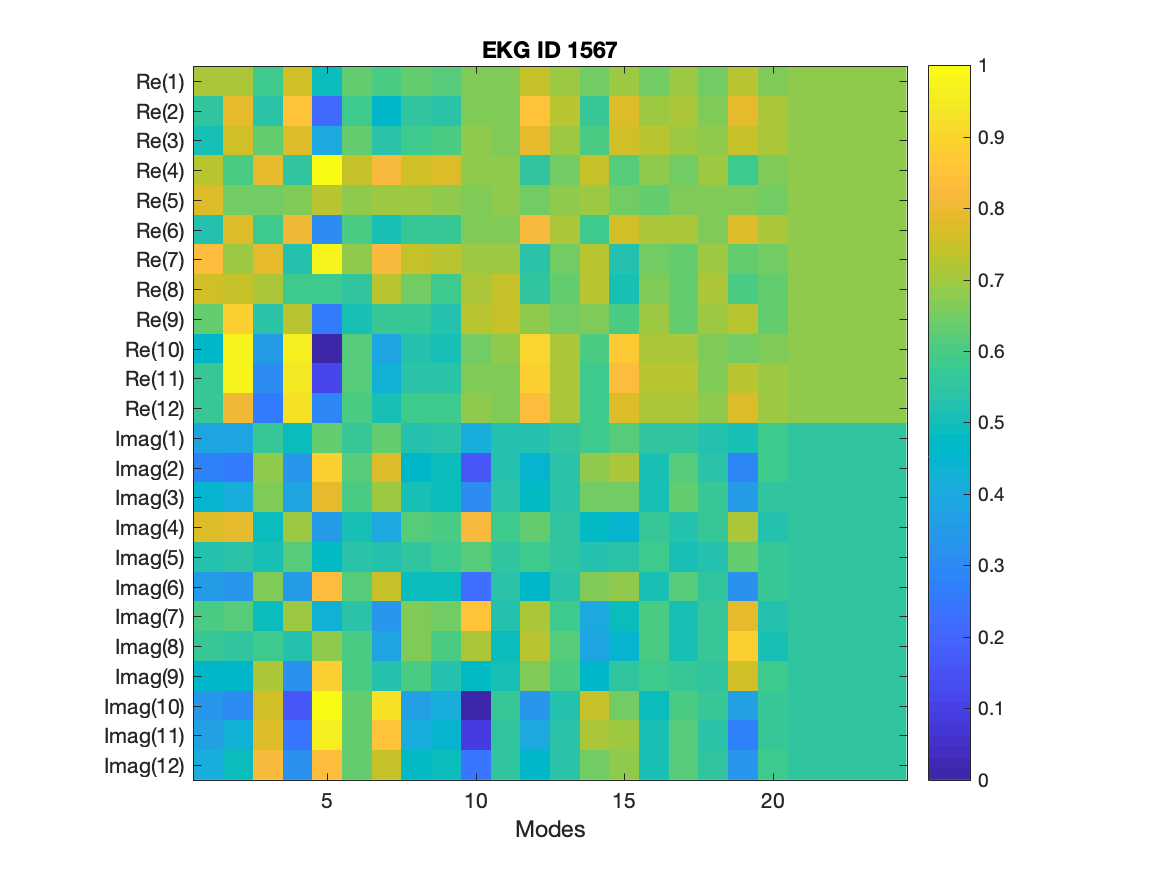 EKG ID 1567
Re(1)
Re(2)
Re(3)
Re(4)
Re(5)
Re(6)
Re(7)
Re(8)
Re(9)
Re(10)
Re(11)
Re(12)
Imag(1)
Imag(2)
Imag(3)
Imag(4)
Imag(5)
Imag(6)
Imag(7)
Imag(8)
Imag(9)
Imag(10)
Imag(11)
Imag(12)
5 10 15 20
Modes
1
0.9
0.8
0.7
0.6
0.5
0.4
0.3
0.2
0.1
0